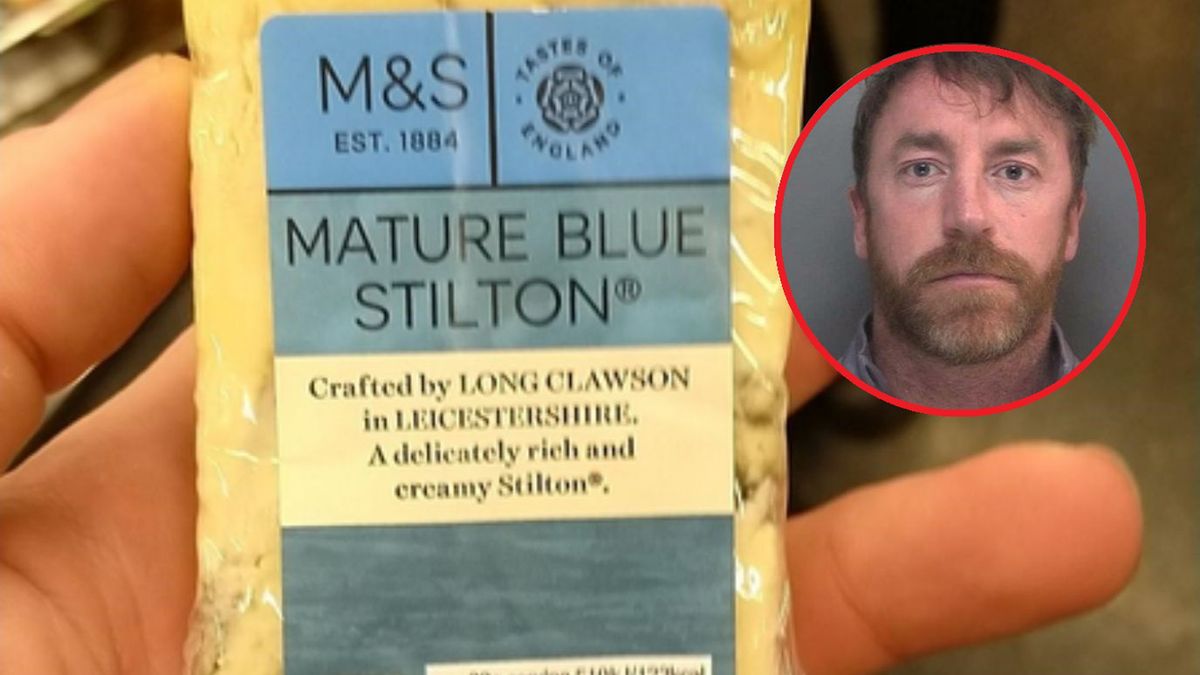 M&S
EST. 1884
TASTES OF
ENGLAND
MATURE BLUE
STILTON®
Crafted by LONG CLAWSON
in LEICESTERSHIRE.
A delicately rich and
creamy Stilton®.